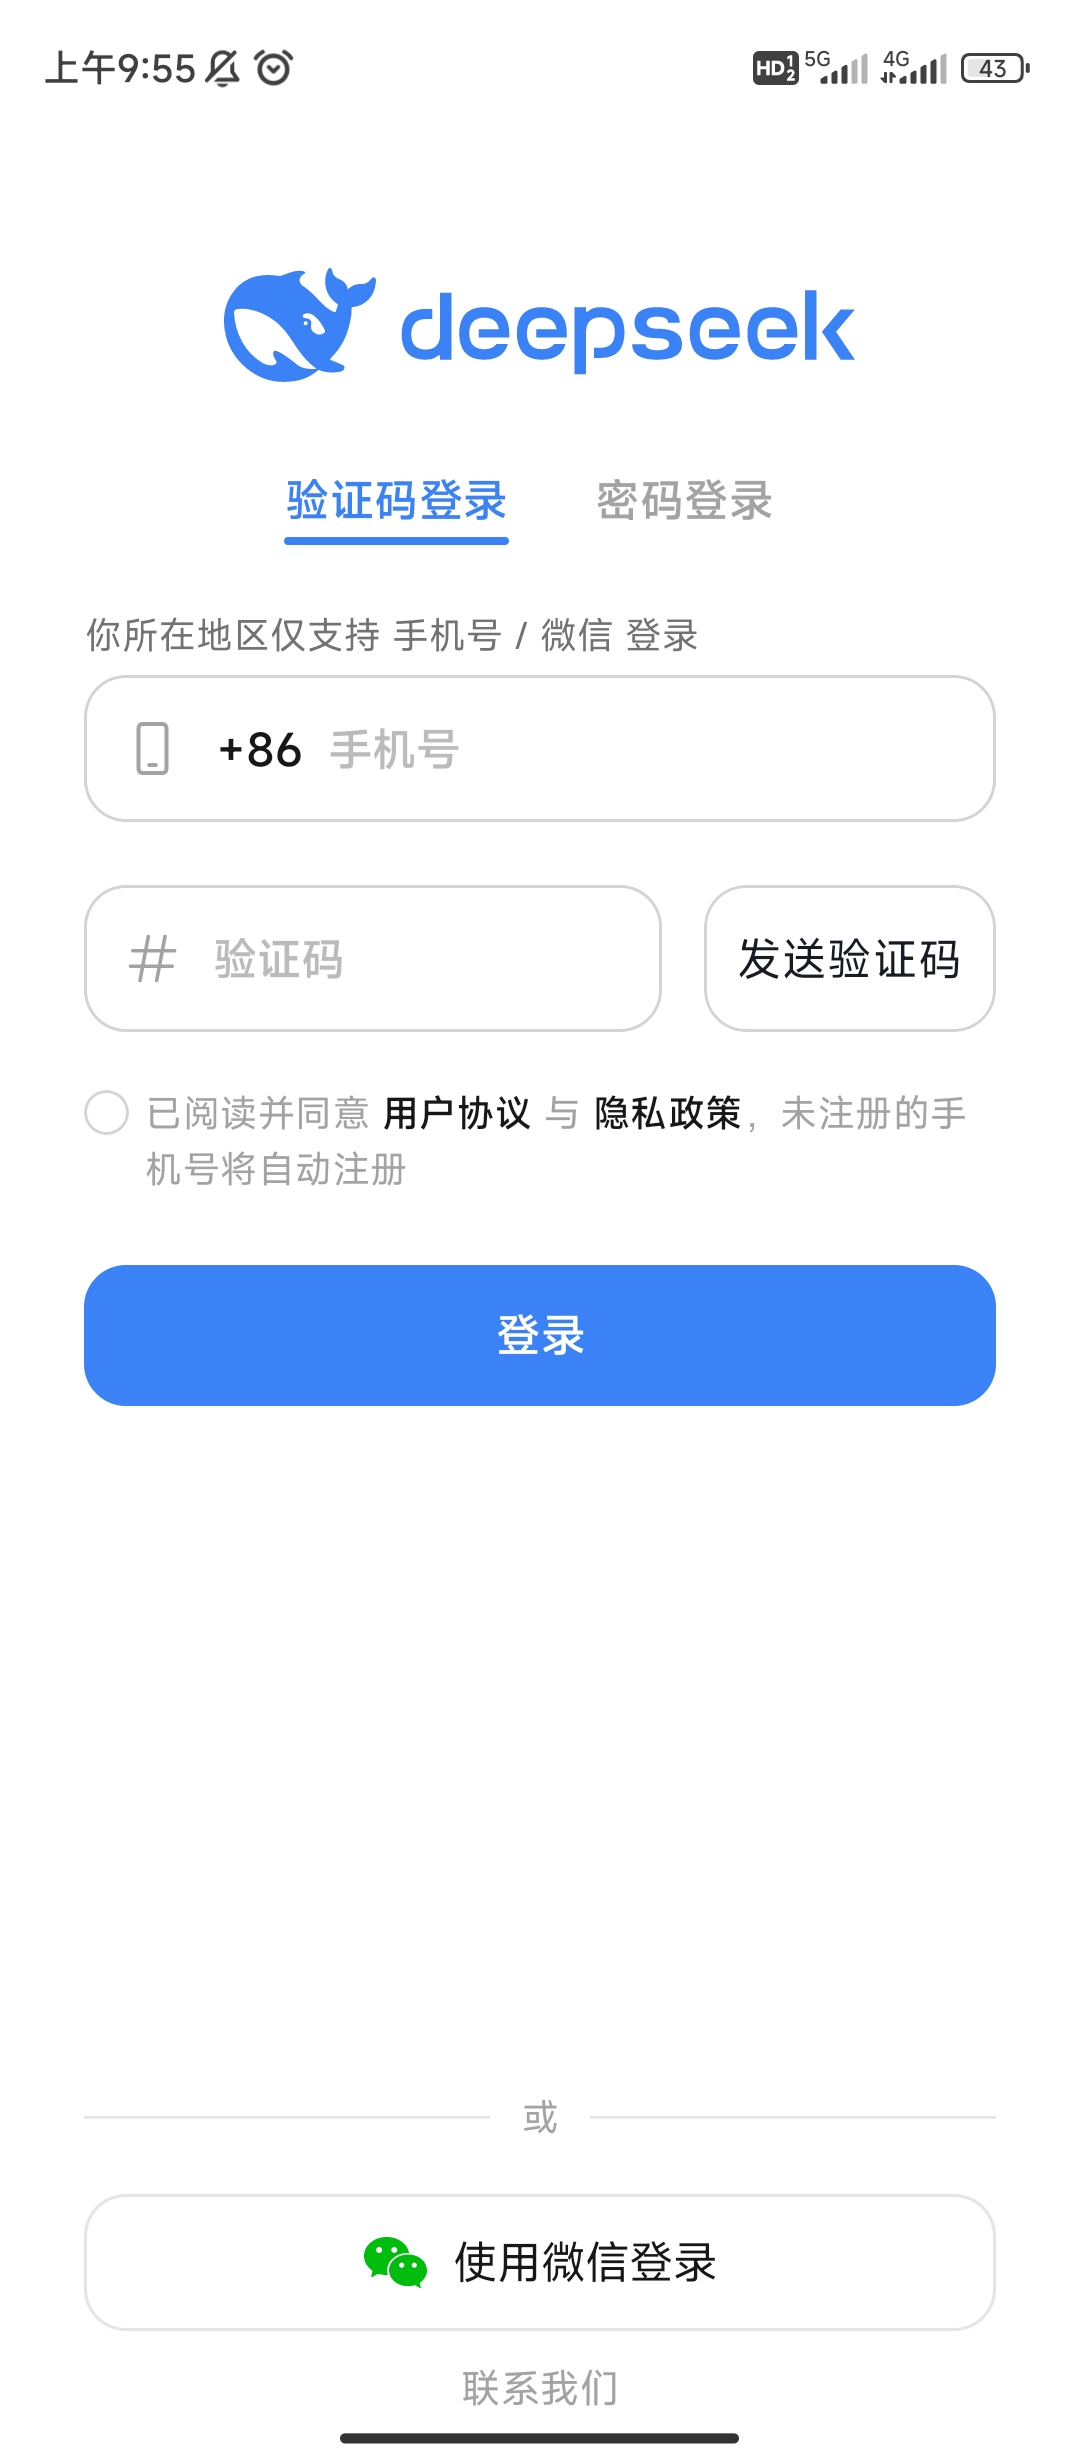 上午9:55 HD 1 2 5G 4G 43
deepseek
验证码登录 密码登录
你所在地区仅支持 手机号 / 微信 登录
+86 手机号
# 验证码 发送验证码
已阅读并同意 用户协议 与 隐私政策，未注册的手
机号将自动注册
登录
或
使用微信登录
联系我们